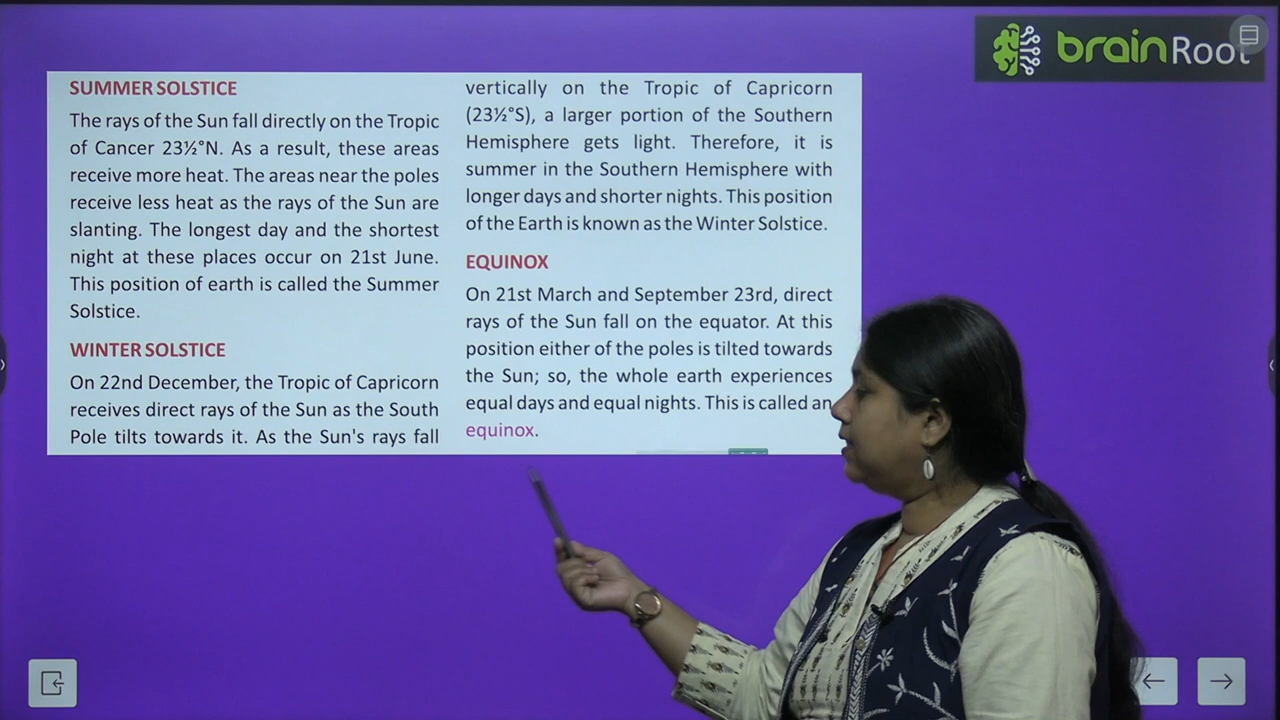 brainRoot
SUMMER SOLSTICE
The rays of the Sun fall directly on the Tropic
of Cancer 23½°N. As a result, these areas
receive more heat. The areas near the poles
receive less heat as the rays of the Sun are
slanting. The longest day and the shortest
night at these places occur on 21st June.
This position of earth is called the Summer
Solstice.
WINTER SOLSTICE
On 22nd December, the Tropic of Capricorn
receives direct rays of the Sun as the South
Pole tilts towards it. As the Sun's rays fall
vertically on the Tropic of Capricorn
(23½°S), a larger portion of the Southern
Hemisphere gets light. Therefore, it is
summer in the Southern Hemisphere with
longer days and shorter nights. This position
of the Earth is known as the Winter Solstice.
EQUINOX
On 21st March and September 23rd, direct
rays of the Sun fall on the equator. At this
position either of the poles is tilted towards
the Sun; so, the whole earth experiences
equal days and equal nights. This is called an
equinox.